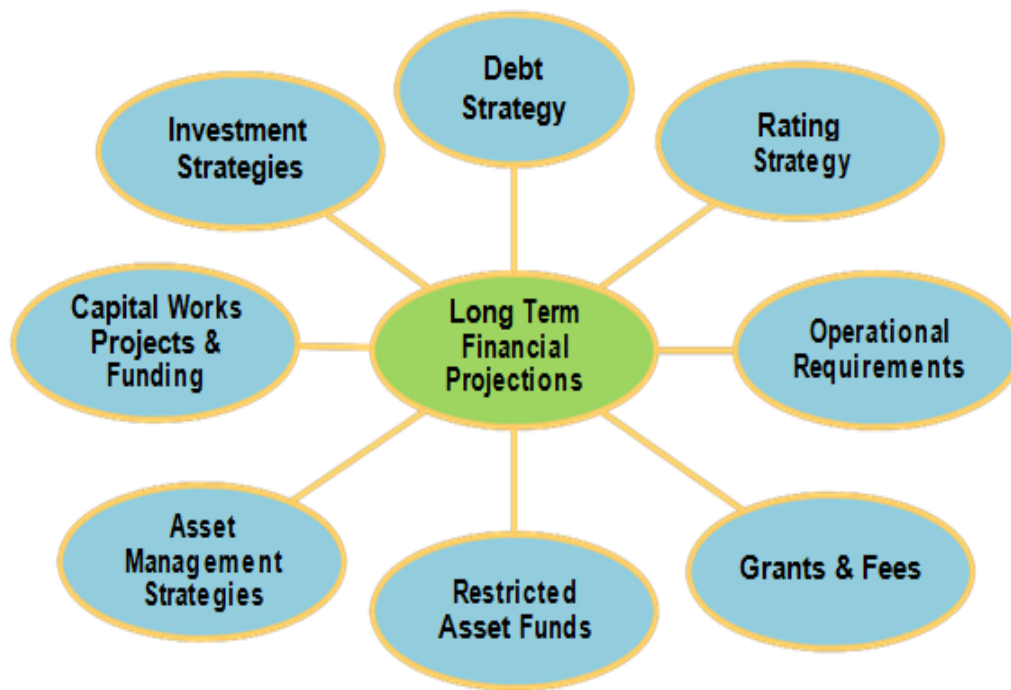 Debt
Strategy
Investment
Strategies
Rating
Strategy
Capital Works
Projects &
Funding
Long Term
Financial
Projections
Operational
Requirements
Asset
Management
Strategies
Restricted
Asset Funds
Grants & Fees